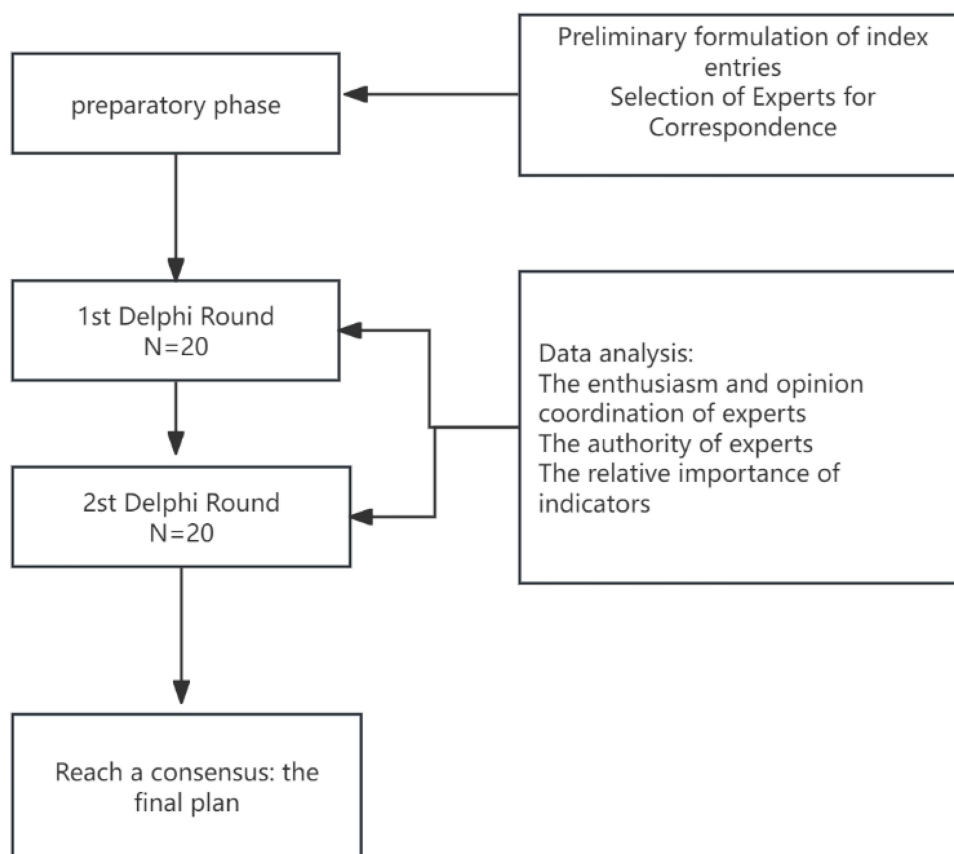 preparatory phase
Preliminary formulation of index
entries
Selection of Experts for
Correspondence
1st Delphi Round
N=20
2st Delphi Round
N=20
Data analysis:
The enthusiasm and opinion
coordination of experts
The authority of experts
The relative importance of
indicators
Reach a consensus: the
final plan